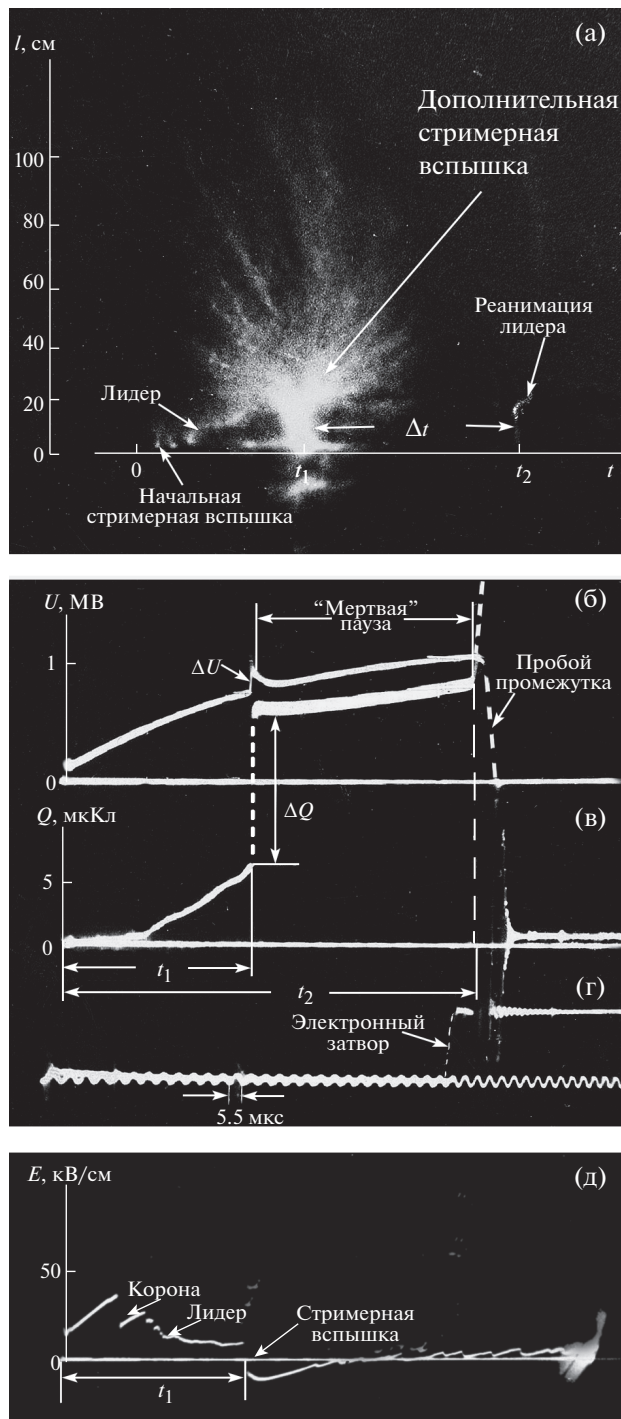 (а)
l, см
Дополнительная
стримерная
вспышка
100
80
60
40
20
0
Реанимация
лидера
Лидер
Δt
0
t₁
t₂
t
Начальная
стримерная вспышка
(б)
U, МВ
“Мертвая”
пауза
1
ΔU
Пробой
промежутка
0
ΔQ
(в)
Q, мкКл
5
0
t₁
t₂
(г)
Электронный
затвор
5.5 мкс
(д)
E, кВ/см
50
Корона
Лидер
Стримерная
вспышка
0
t₁